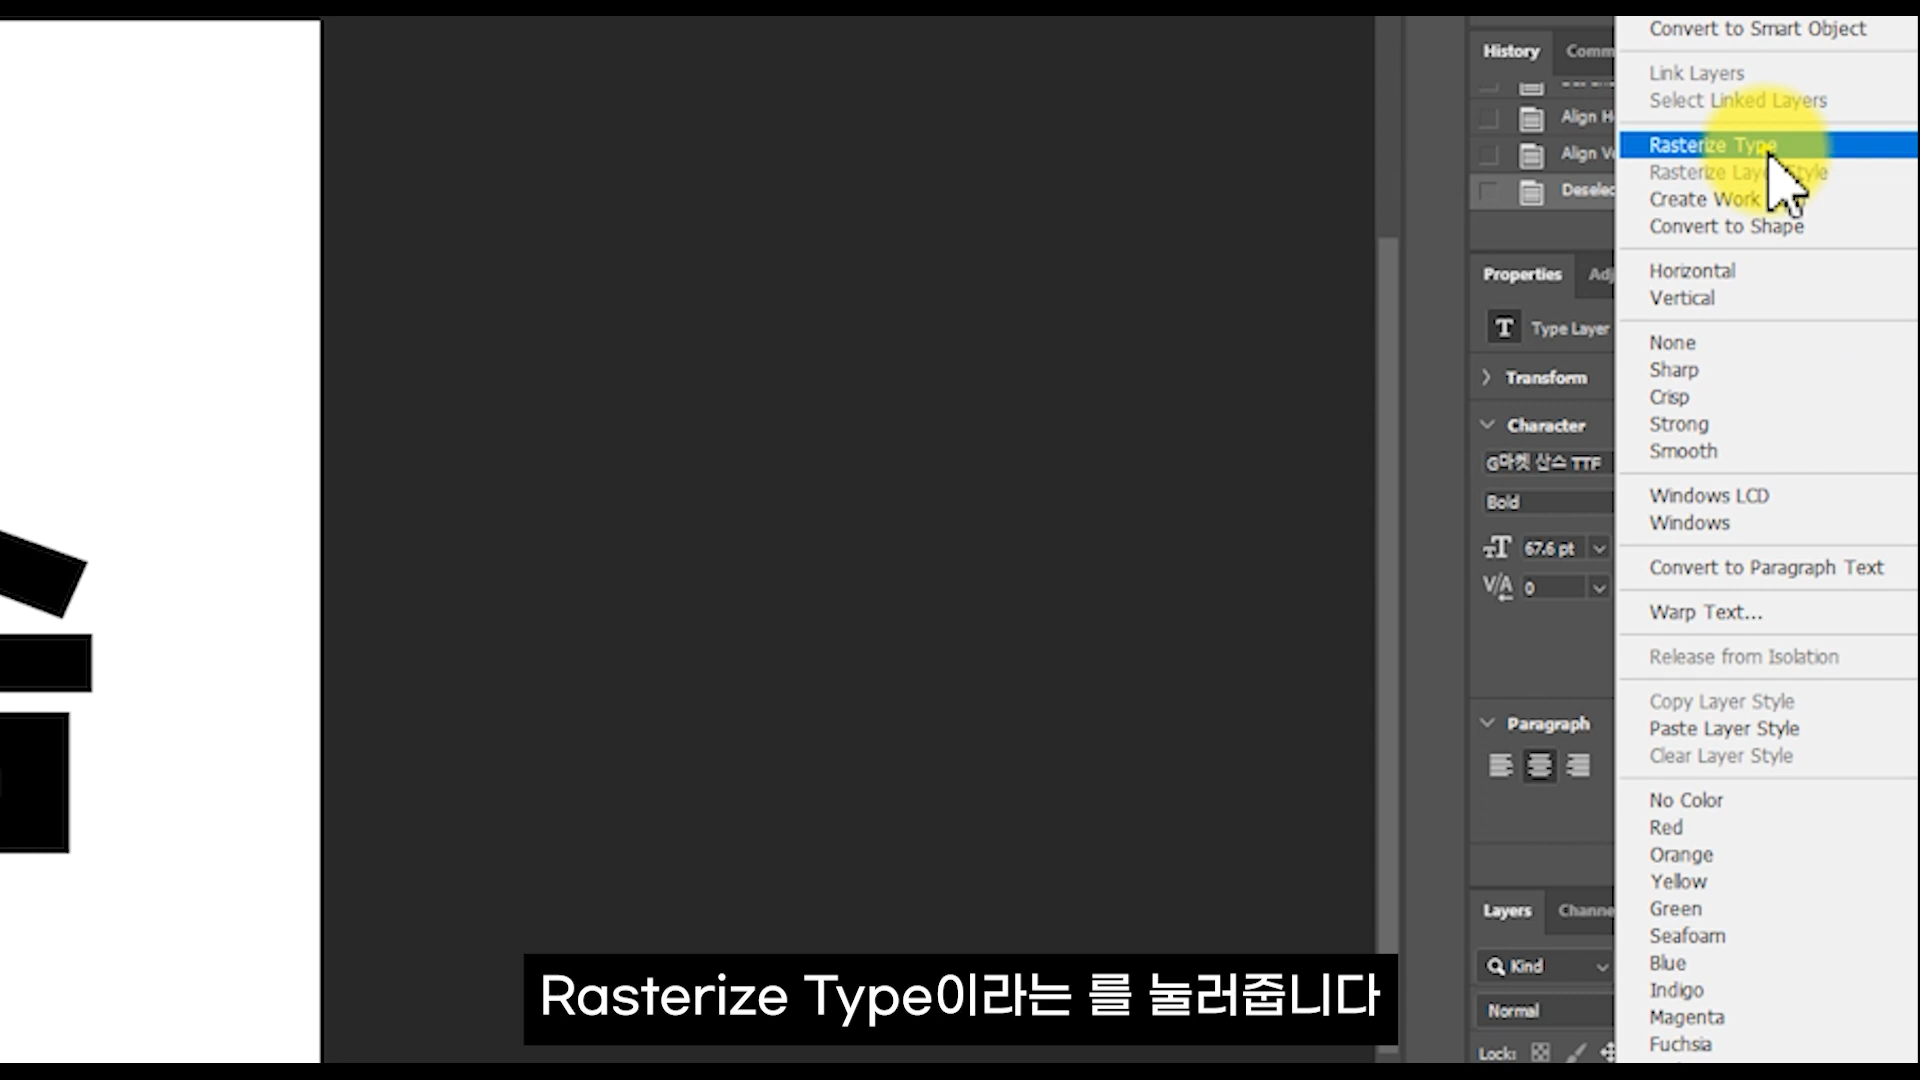 History
Comm
Align H
Align Ve
Deselec
Properties
Adj
T
Type Layer
Transform
Character
G마켓 산스 TTF
Bold
67.6 pt
V/A
0
Paragraph
Layers
Channe
Kind
Normal
Lock:
Convert to Smart Object
Link Layers
Select Linked Layers
Rasterize Type
Rasterize Layer Style
Create Work
Convert to Shape
Horizontal
Vertical
None
Sharp
Crisp
Strong
Smooth
Windows LCD
Windows
Convert to Paragraph Text
Warp Text...
Release from Isolation
Copy Layer Style
Paste Layer Style
Clear Layer Style
No Color
Red
Orange
Yellow
Green
Seafoam
Blue
Indigo
Magenta
Fuchsia
Rasterize Type이라는 를 눌러줍니다